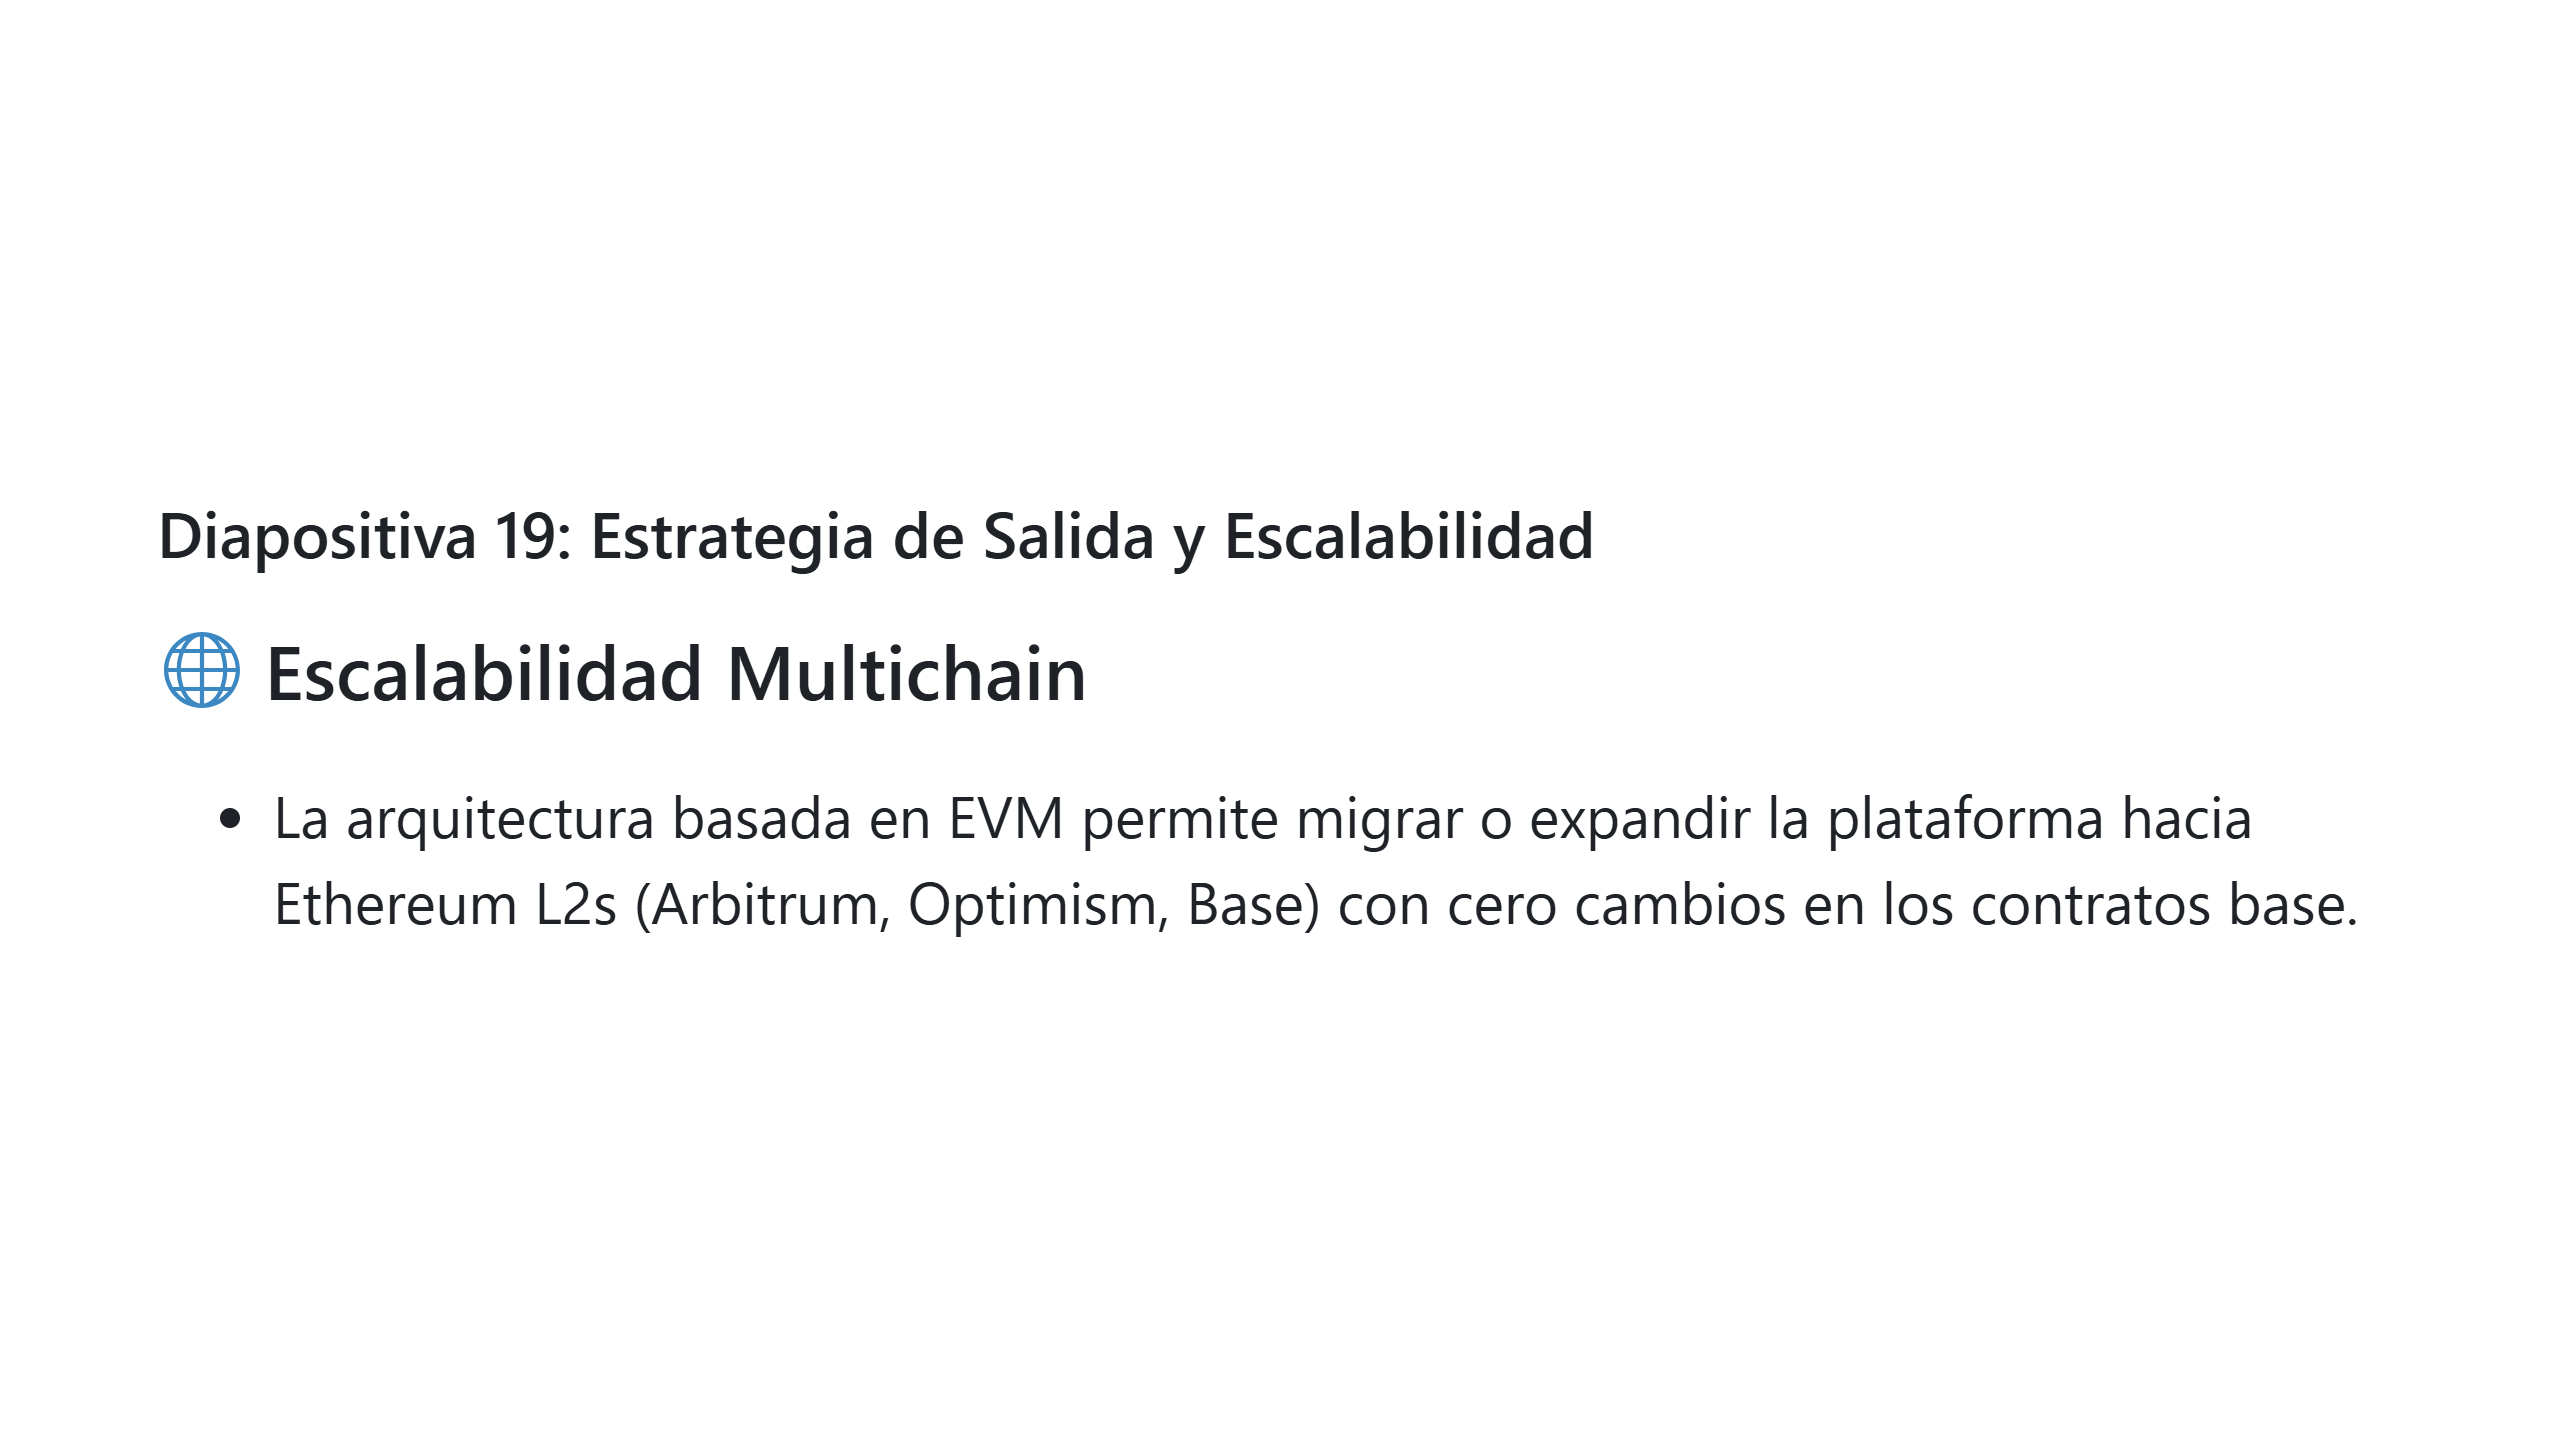 Diapositiva 19: Estrategia de Salida y Escalabilidad
🌐 Escalabilidad Multichain
• La arquitectura basada en EVM permite migrar o expandir la plataforma hacia
Ethereum L2s (Arbitrum, Optimism, Base) con cero cambios en los contratos base.